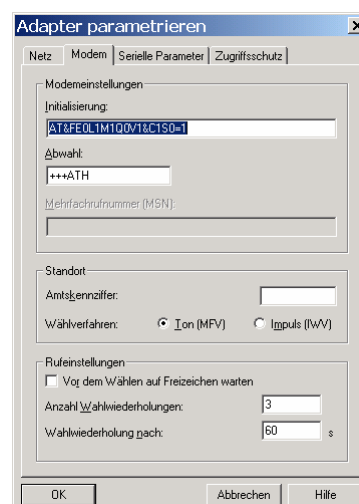 Adapter parametrieren
Netz Modem Serielle Parameter Zugriffsschutz
Modemeinstellungen
Initialisierung:
AT&FE0L1M1Q0V1&C1S0=1
Abwahl:
+++ATH
Mehrfachrufnummer (MSN):
Standort
Amtskennziffer:
Wählverfahren: Ton (MFV) Impuls (IWV)
Rufeinstellungen
Vor dem Wählen auf Freizeichen warten
Anzahl Wahlwiederholungen: 3
Wahlwiederholung nach: 60 s
OK Abbrechen Hilfe